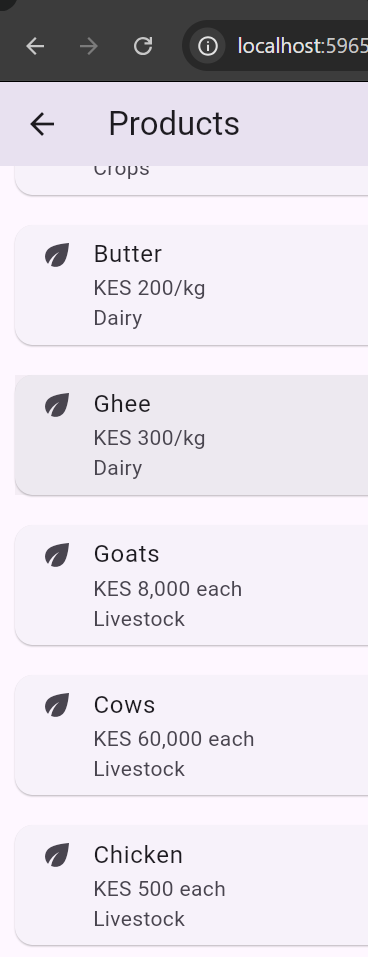 localhost:5965
Products
Crops
Butter
KES 200/kg
Dairy
Ghee
KES 300/kg
Dairy
Goats
KES 8,000 each
Livestock
Cows
KES 60,000 each
Livestock
Chicken
KES 500 each
Livestock